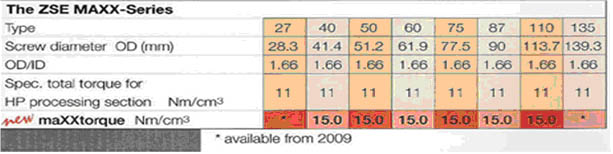 The ZSE MAXX-Series
Type 27 40 50 60 75 87 110 135
Screw diameter OD (mm) 28.3 41.4 51.2 61.9 77.5 90 113.7 139.3
OD/ID 1.66 1.66 1.66 1.66 1.66 1.66 1.66 1.66
Spec. total torque for
HP processing section Nm/cm³ 11 11 11 11 11 11 11 11
new maXXtorque Nm/cm³ * 15.0 15.0 15.0 15.0 15.0 15.0 *
* available from 2009